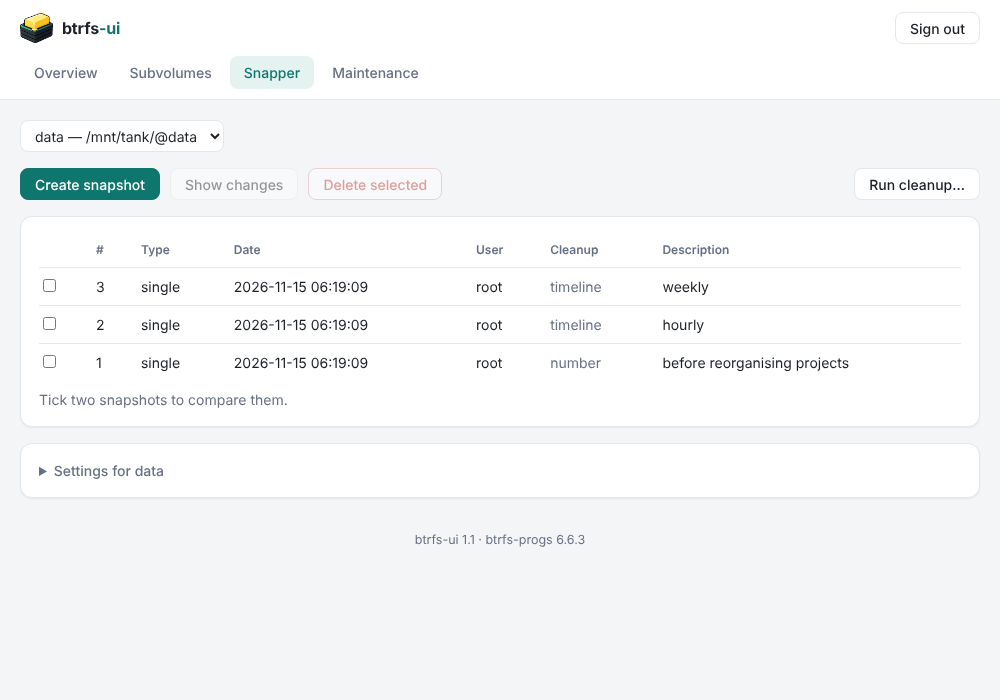 btrfs-ui
Sign out
Overview Subvolumes Snapper Maintenance
data — /mnt/tank/@data
Create snapshot Show changes Delete selected Run cleanup...
# Type Date User Cleanup Description
3 single 2026-11-15 06:19:09 root timeline weekly
2 single 2026-11-15 06:19:09 root timeline hourly
1 single 2026-11-15 06:19:09 root number before reorganising projects
Tick two snapshots to compare them.
Settings for data
btrfs-ui 1.1 · btrfs-progs 6.6.3